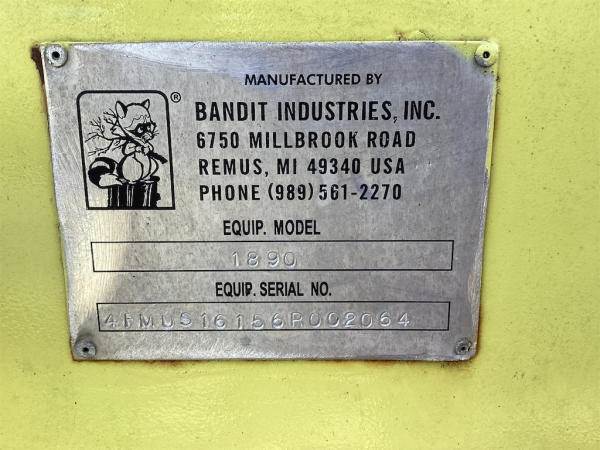 MANUFACTURED BY
®
BANDIT INDUSTRIES, INC.
6750 MILLBROOK ROAD
REMUS, MI 49340 USA
PHONE (989) 561-2270
EQUIP. MODEL
1890
EQUIP. SERIAL NO.
4FMUS16156R002064